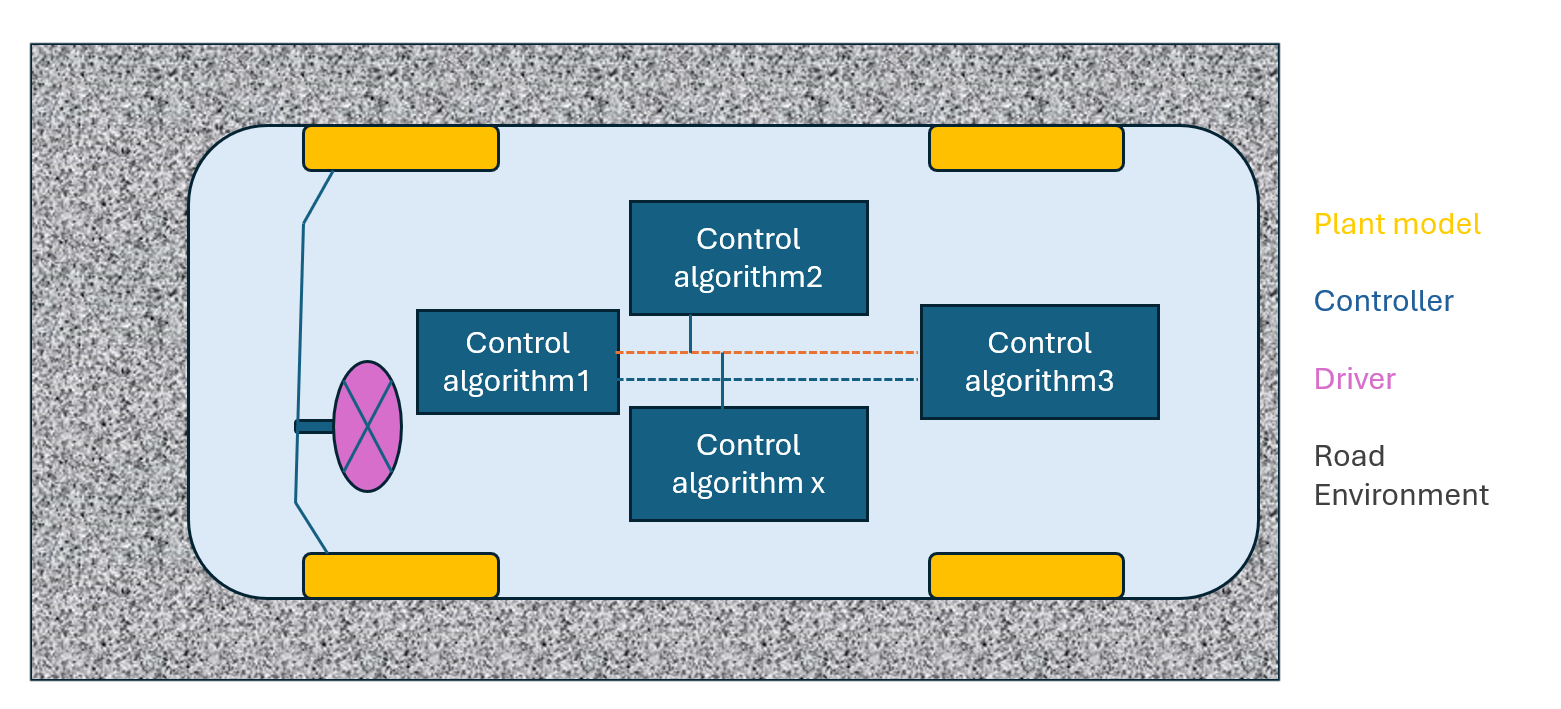 Control
algorithm2
Control
algorithm1
Control
algorithm3
Control
algorithm x
Plant model
Controller
Driver
Road
Environment